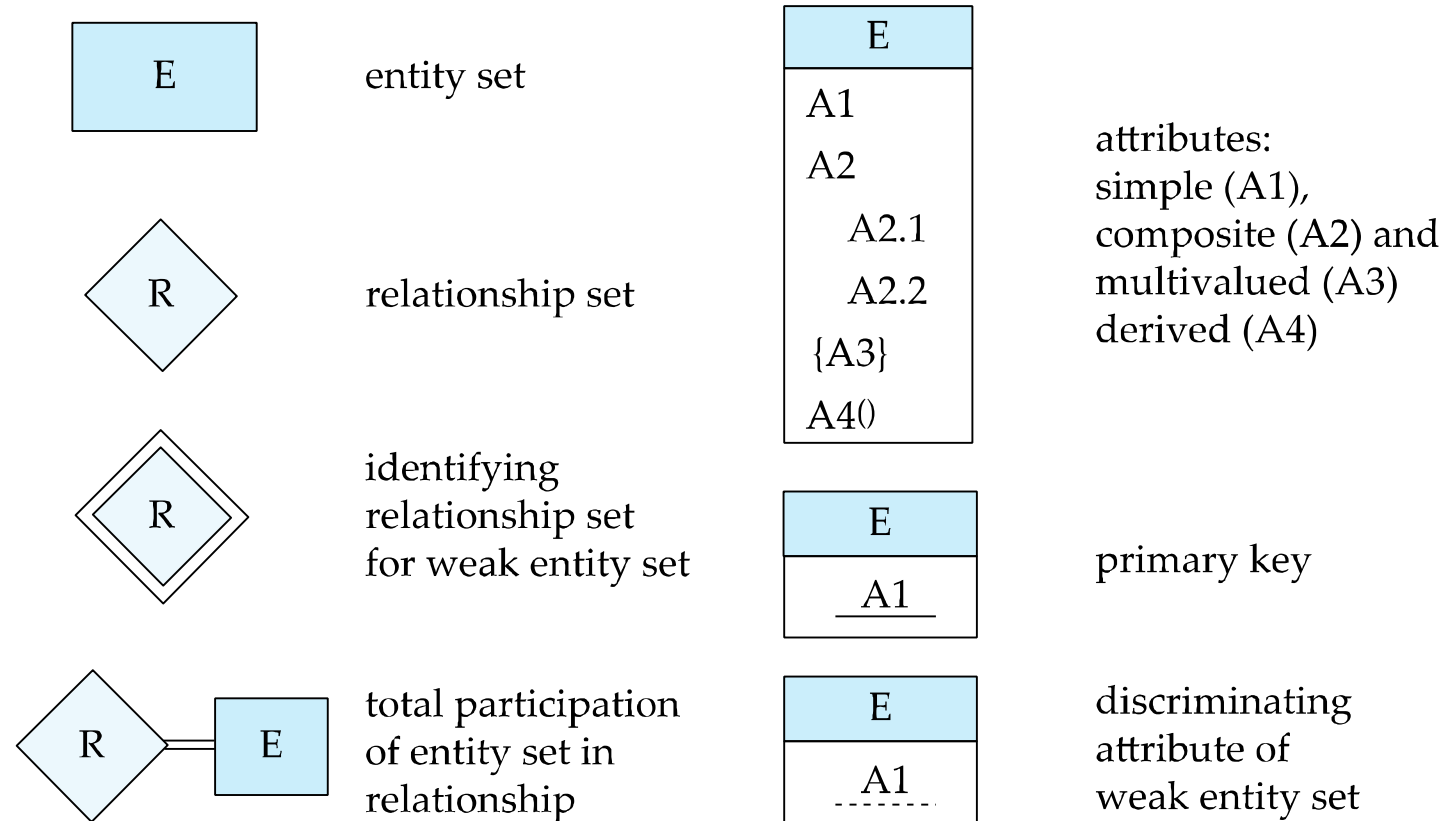 E
entity set
R
relationship set
R
identifying
relationship set
for weak entity set
R
E
total participation
of entity set in
relationship
E
A1
A2
A2.1
A2.2
{A3}
A4()
attributes:
simple (A1),
composite (A2) and
multivalued (A3)
derived (A4)
E
A1
primary key
E
A1
discriminating
attribute of
weak entity set